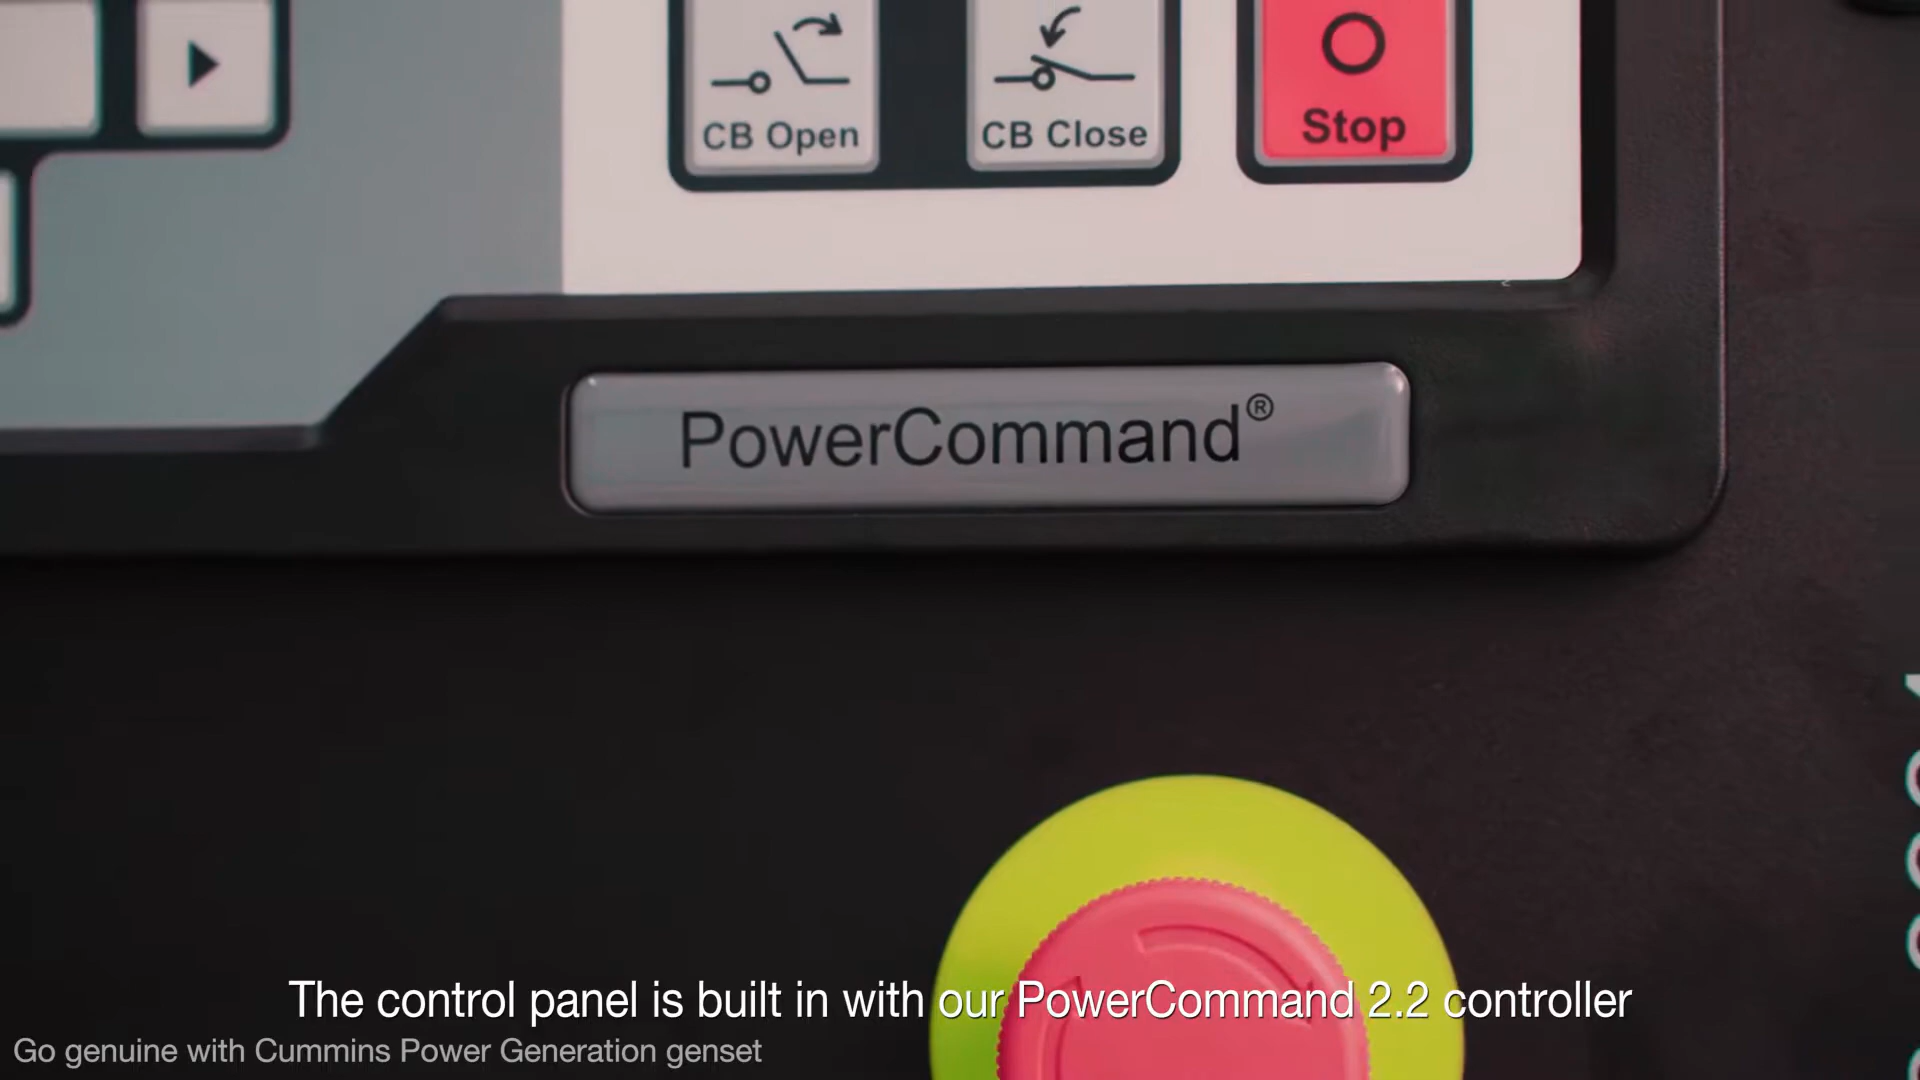 CB Open
CB Close
Stop
PowerCommand®
The control panel is built in with our PowerCommand 2.2 controller
Go genuine with Cummins Power Generation genset